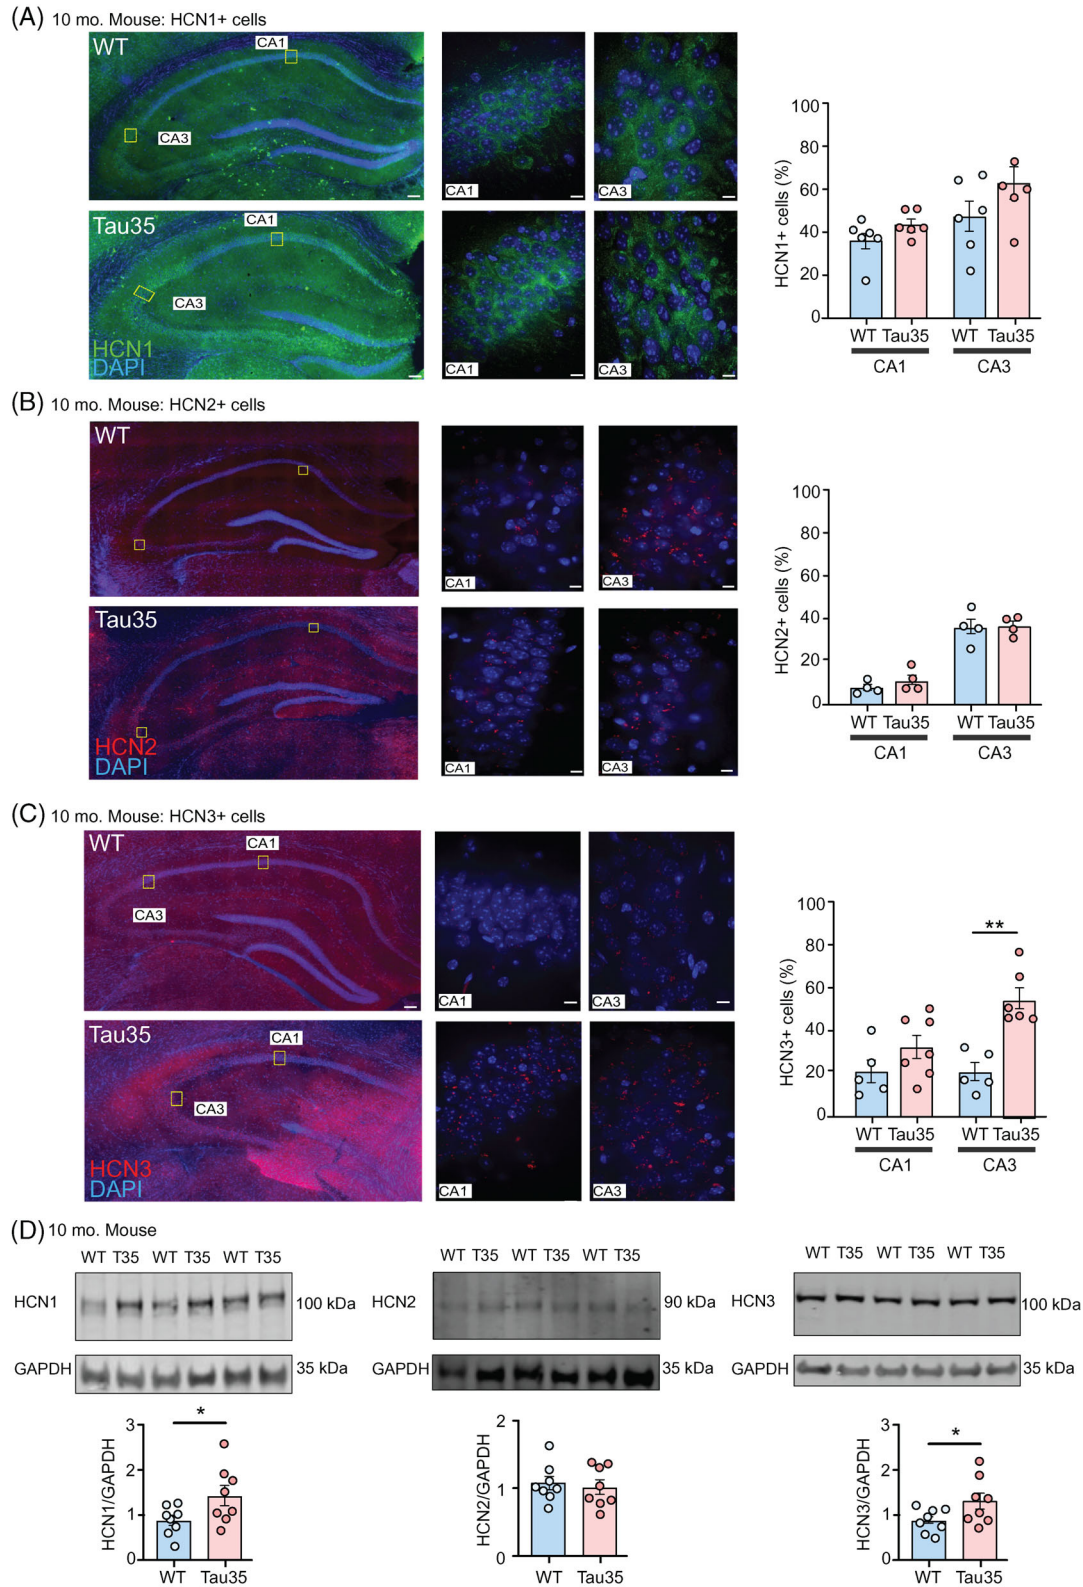 (A) 10 mo. Mouse: HCN1+ cells
WT
CA1
CA3
CA1
CA3
Tau35
CA1
CA3
HCN1
DAPI
CA1
CA3
HCN1+ cells (%)
100
80
60
40
20
0
WT Tau35 WT Tau35
CA1 CA3
(B) 10 mo. Mouse: HCN2+ cells
WT
CA1
CA3
Tau35
HCN2
DAPI
CA1
CA3
HCN2+ cells (%)
100
80
60
40
20
0
WT Tau35 WT Tau35
CA1 CA3
(C) 10 mo. Mouse: HCN3+ cells
WT
CA1
CA3
CA1
CA3
Tau35
CA1
CA3
HCN3
DAPI
CA1
CA3
HCN3+ cells (%)
100
80
60
40
20
0
**
WT Tau35 WT Tau35
CA1 CA3
(D) 10 mo. Mouse
WT T35 WT T35 WT T35
HCN1 100 kDa
GAPDH 35 kDa
HCN1/GAPDH
3
2
1
0
*
WT Tau35
WT T35 WT T35 WT T35
HCN2 90 kDa
GAPDH 35 kDa
HCN2/GAPDH
2
1
0
WT Tau35
WT T35 WT T35 WT T35
HCN3 100 kDa
GAPDH 35 kDa
HCN3/GAPDH
3
2
1
0
*
WT Tau35